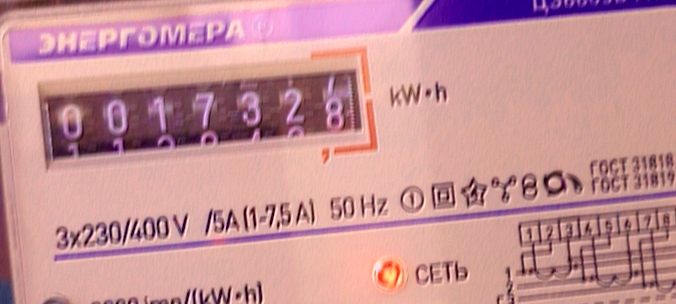 ЭНЕРГОМЕРА
0017328
kW·h
3x230/400 V /5A (1-7,5 A) 50 Hz
ГОСТ 31818
ГОСТ 31819
1 2 3 4 5 6 7 8
imp/(kW·h)
СЕТЬ